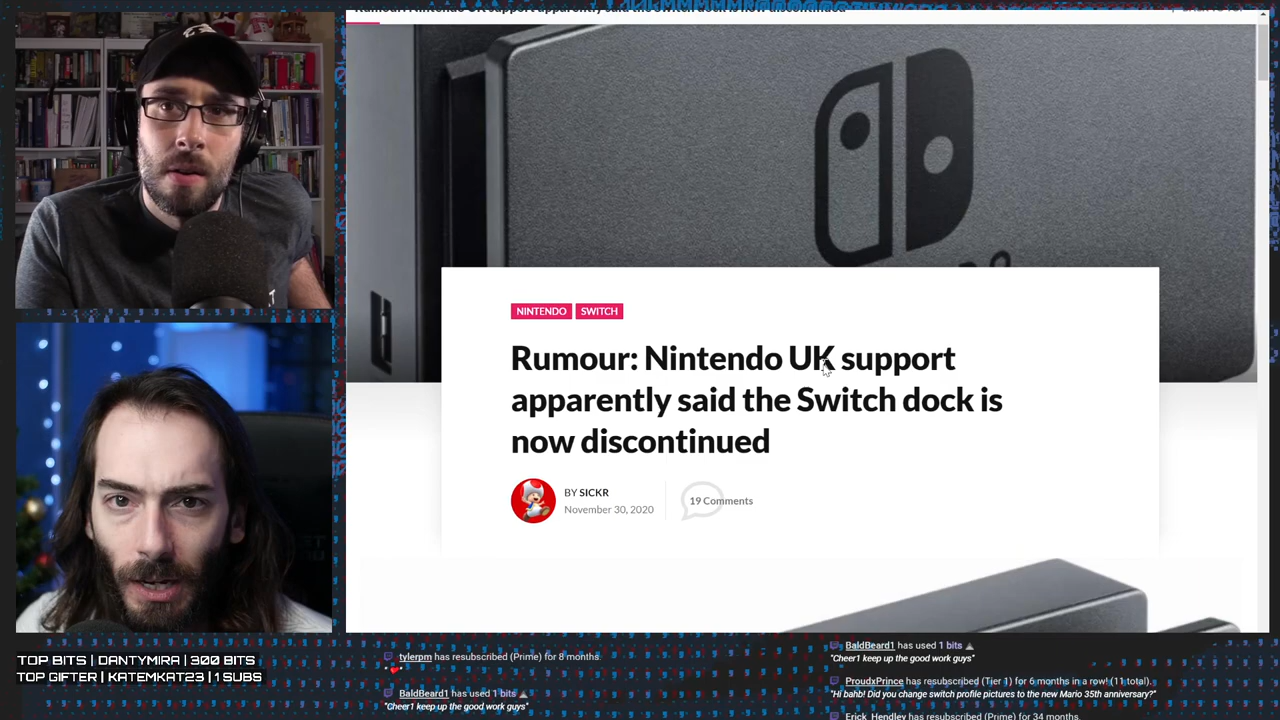 NINTENDO SWITCH
Rumour: Nintendo UK support
apparently said the Switch dock is
now discontinued
BY SICKR
November 30, 2020
19 Comments
TOP BITS | DANTYMIRA | 300 BITS
TOP GIFTER | KATEMKAT23 | 1 SUBS
tylerpm has resubscribed (Prime) for 8 months.
BaldBeard1 has used 1 bits
"Cheer1 keep up the good work guys"
BaldBeard1 has used 1 bits
"Cheer1 keep up the good work guys"
ProudxPrince has resubscribed (Tier 1) for 6 months in a row! (11 total).
"Hi bahb! Did you change switch profile pictures to the new Mario 35th anniversary?"
Erick_Hendley has resubscribed (Prime) for 34 months.